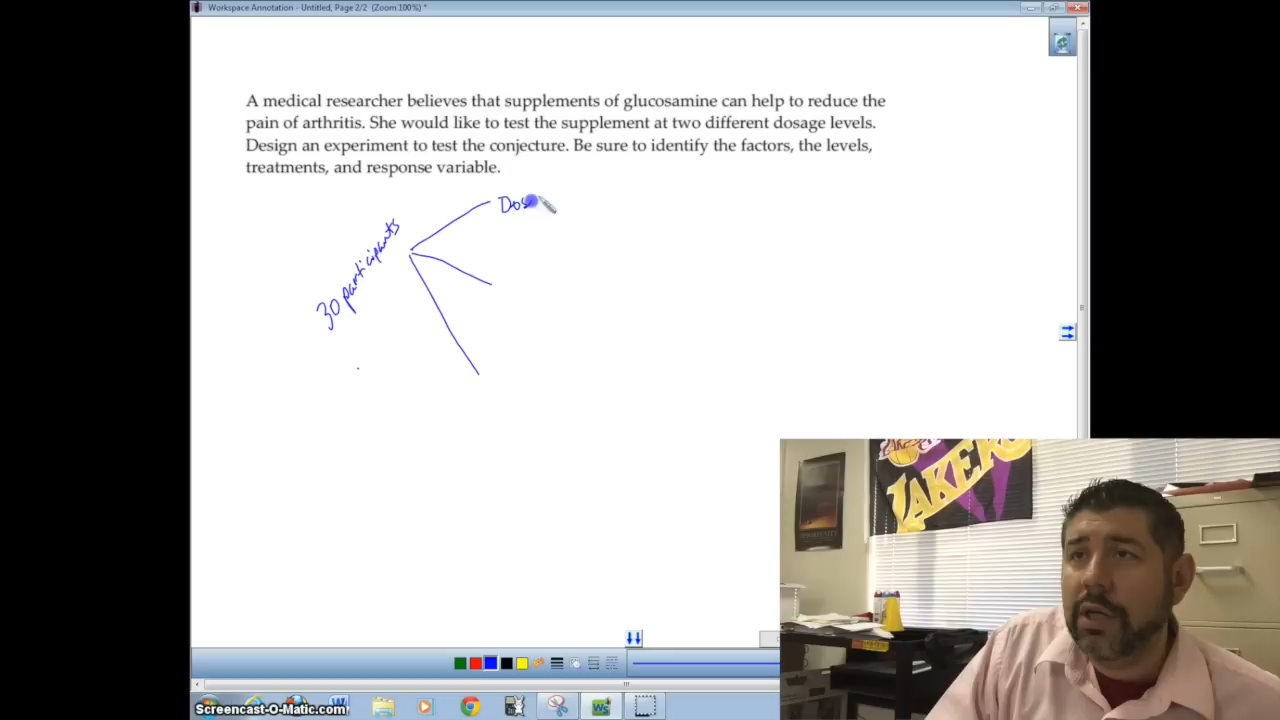 Workspace Annotation - Untitled, Page 2/2 (Zoom 100%) *
A medical researcher believes that supplements of glucosamine can help to reduce the
pain of arthritis. She would like to test the supplement at two different dosage levels.
Design an experiment to test the conjecture. Be sure to identify the factors, the levels,
treatments, and response variable.
Dos
30 participants
LAKERS
OPPORTUNITY
Screencast-O-Matic.com